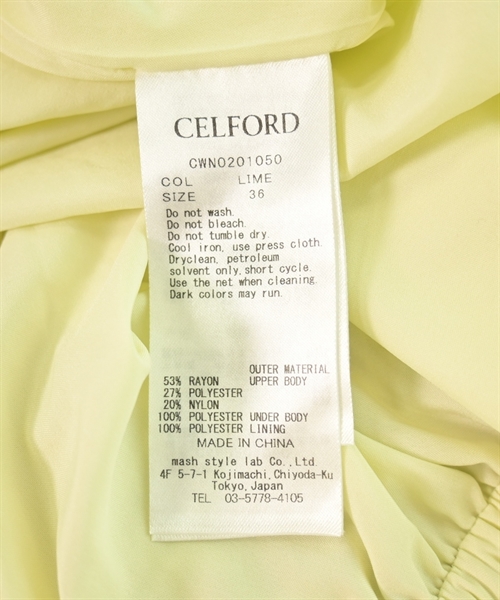 CELFORD
CWNO201050
COL LIME
SIZE 36
Do not wash.
Do not bleach.
Do not tumble dry.
Cool iron, use press cloth.
Dryclean, petroleum
solvent only, short cycle.
Use the net when cleaning.
Dark colors may run.
OUTER MATERIAL
53% RAYON UPPER BODY
27% POLYESTER
20% NYLON
100% POLYESTER UNDER BODY
100% POLYESTER LINING
MADE IN CHINA
mash style lab Co.,Ltd.
4F 5-7-1 Kojimachi,Chiyoda-Ku
Tokyo,Japan
TEL 03-5778-4105